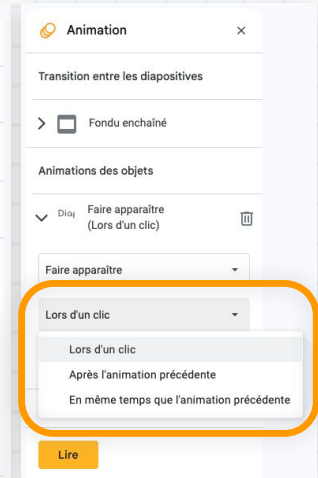 Animation
Transition entre les diapositives
Fondu enchaîné
Animations des objets
Diaț
Faire apparaître
(Lors d'un clic)
Faire apparaître
Lors d'un clic
Lors d'un clic
Après l'animation précédente
En même temps que l'animation précédente
Lire